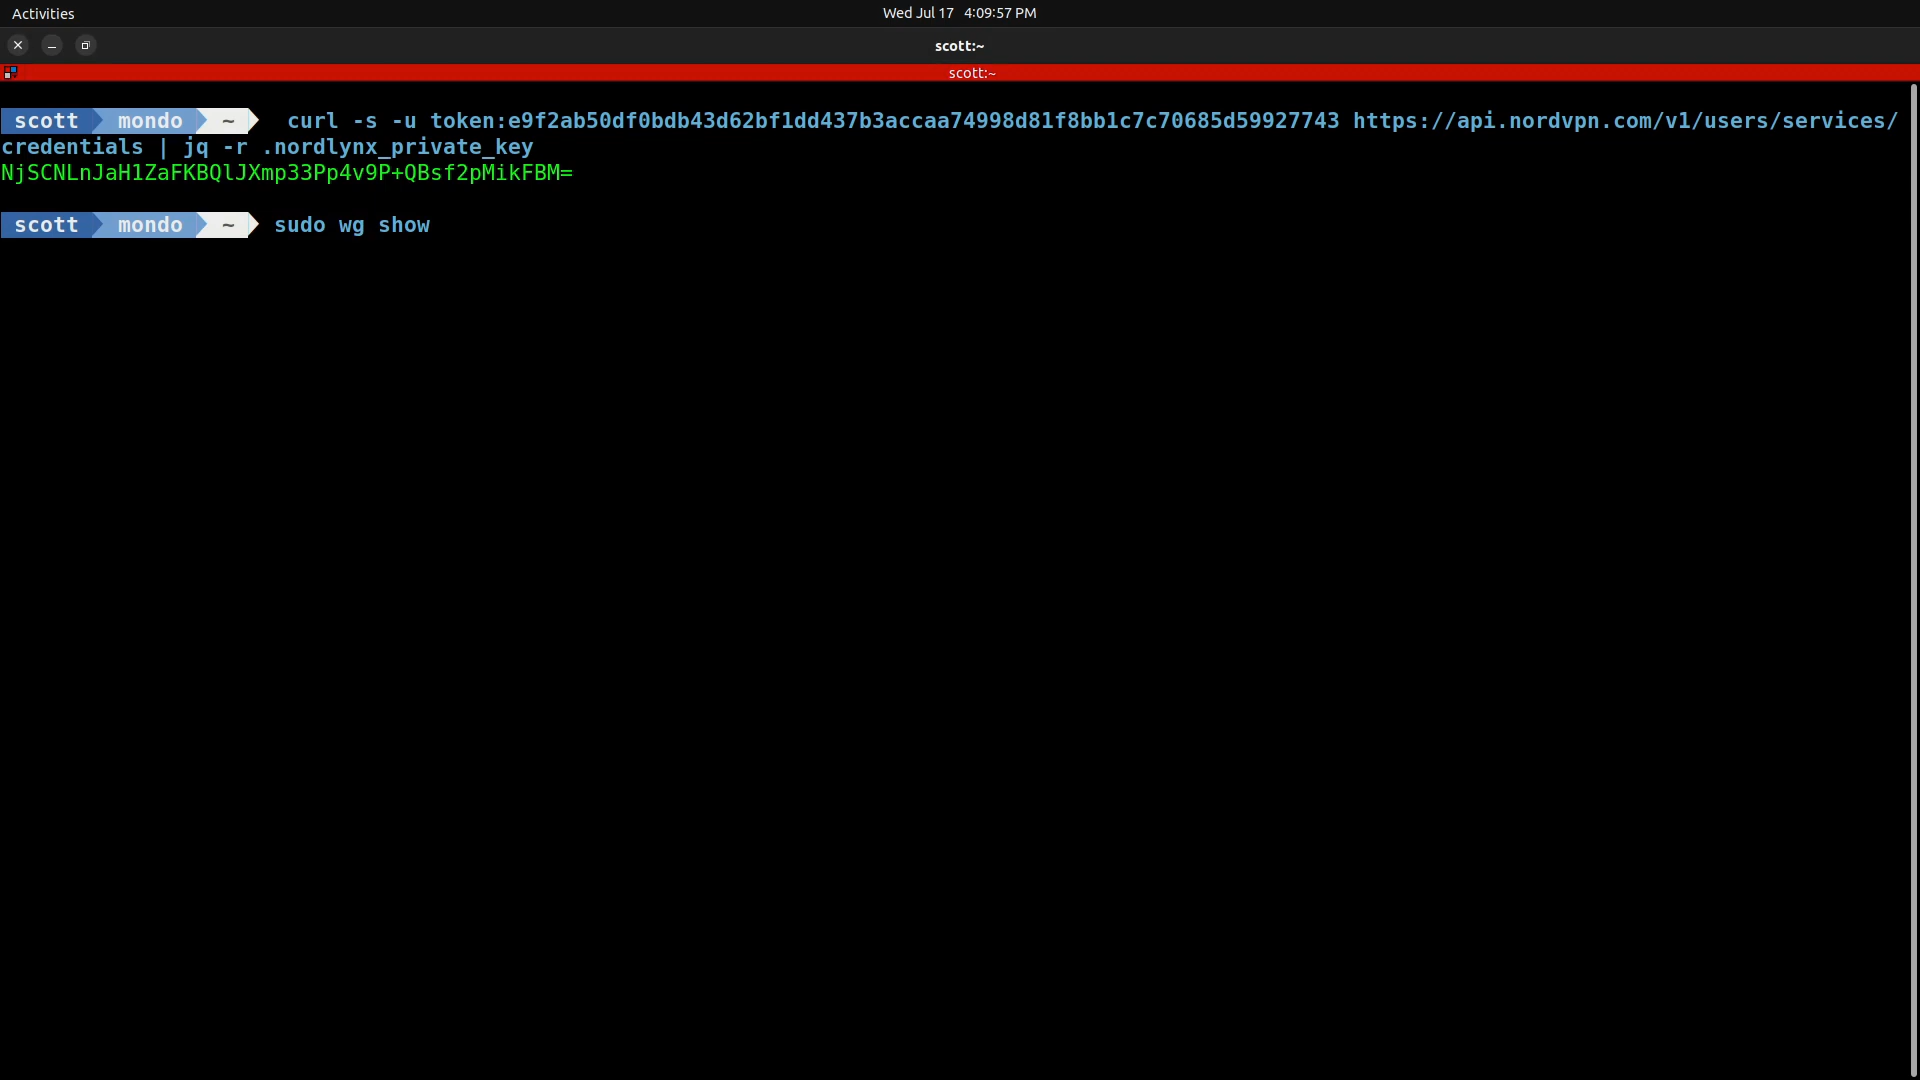 Activities
Wed Jul 17 4:09:57 PM
scott:~
scott:~
scott mondo ~ curl -s -u token:e9f2ab50df0bdb43d62bf1dd437b3accaa74998d81f8bb1c7c70685d59927743 https://api.nordvpn.com/v1/users/services/
credentials | jq -r .nordlynx_private_key
NjSCNLnJaH1ZaFKBQlJXmp33Pp4v9P+QBsf2pMikFBM=
scott mondo ~ sudo wg show